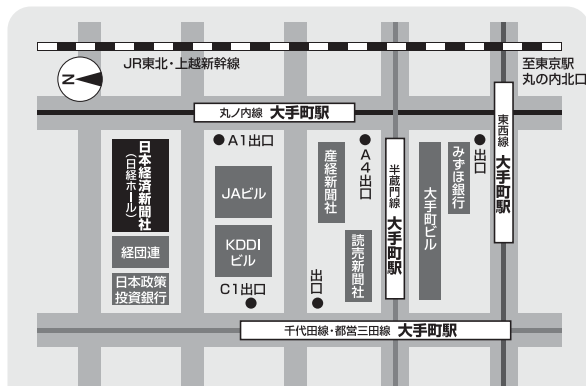 JR東北・上越新幹線
至東京駅
丸の内北口
N
丸ノ内線 大手町駅
日本経済新聞社
(日経ホール)
経団連
日本政策
投資銀行
A1出口
JAビル
KDDI
ビル
C1出口
産経新聞社
出口
A4出口
読売新聞社
半蔵門線 大手町駅
大手町ビル
みずほ銀行
出口
東西線 大手町駅
千代田線・都営三田線 大手町駅